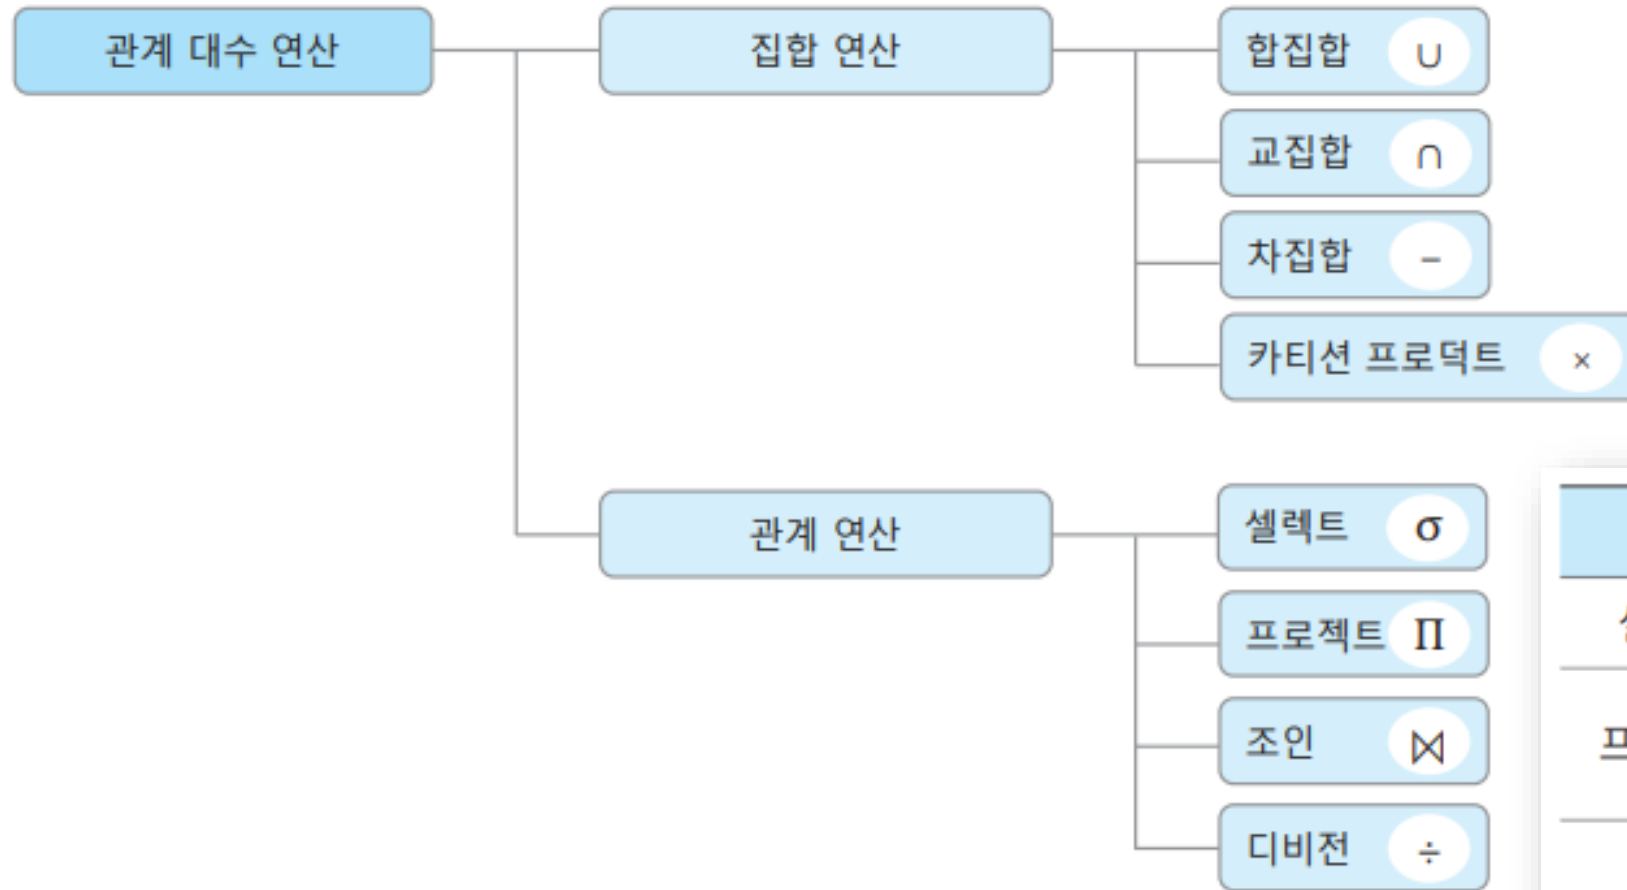 관계 대수 연산
집합 연산
합집합 ∪
교집합 ∩
차집합 −
카티션 프로덕트 ×
관계 연산
셀렉트 σ
프로젝트 Π
조인 ⋈
디비전 ÷